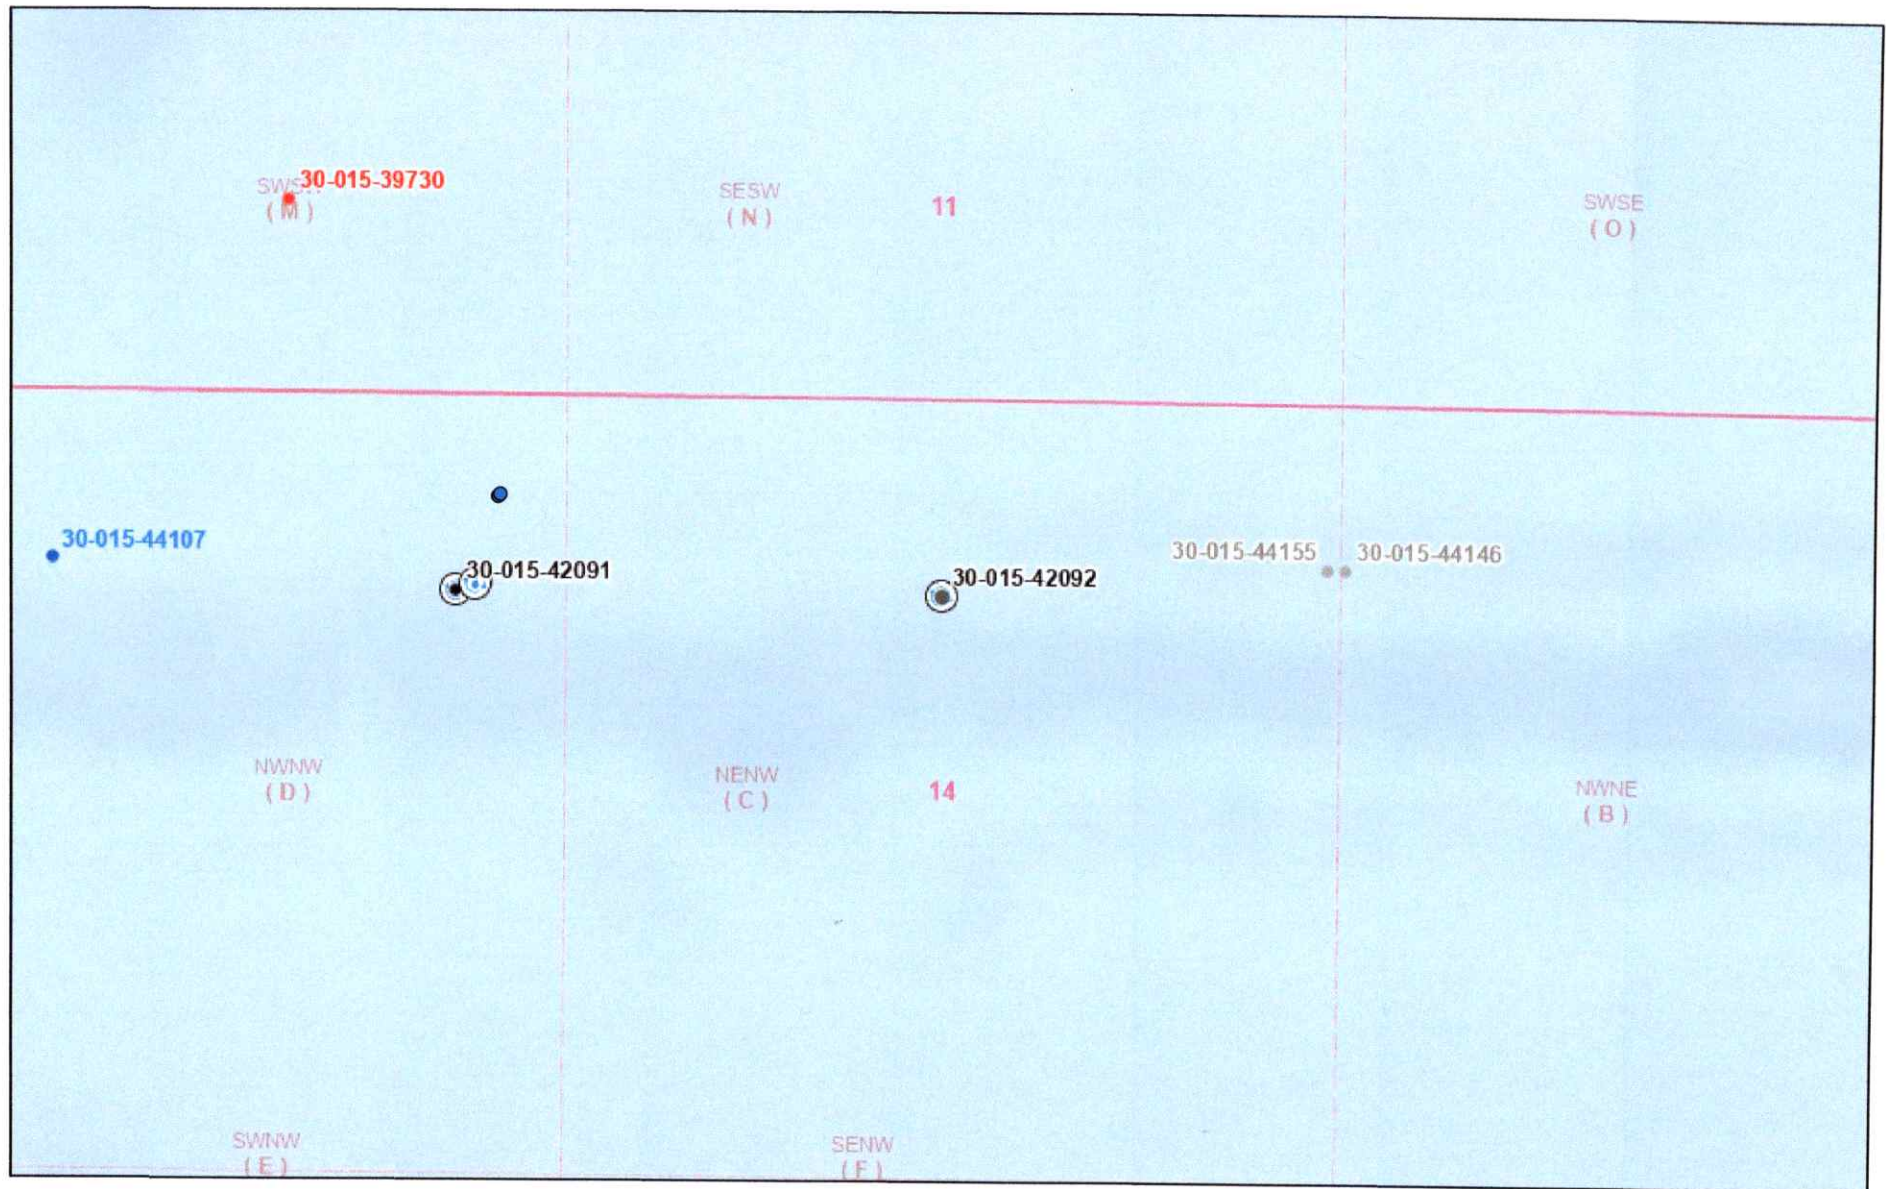 30-015-39730
SWSW
( M )
SESW
( N )
11
SWSE
( O )
30-015-44107
30-015-42091
30-015-42092
30-015-44155
30-015-44146
NWNW
( D )
NENW
( C )
14
NWNE
( B )
SWNW
( E )
SENW
( F )